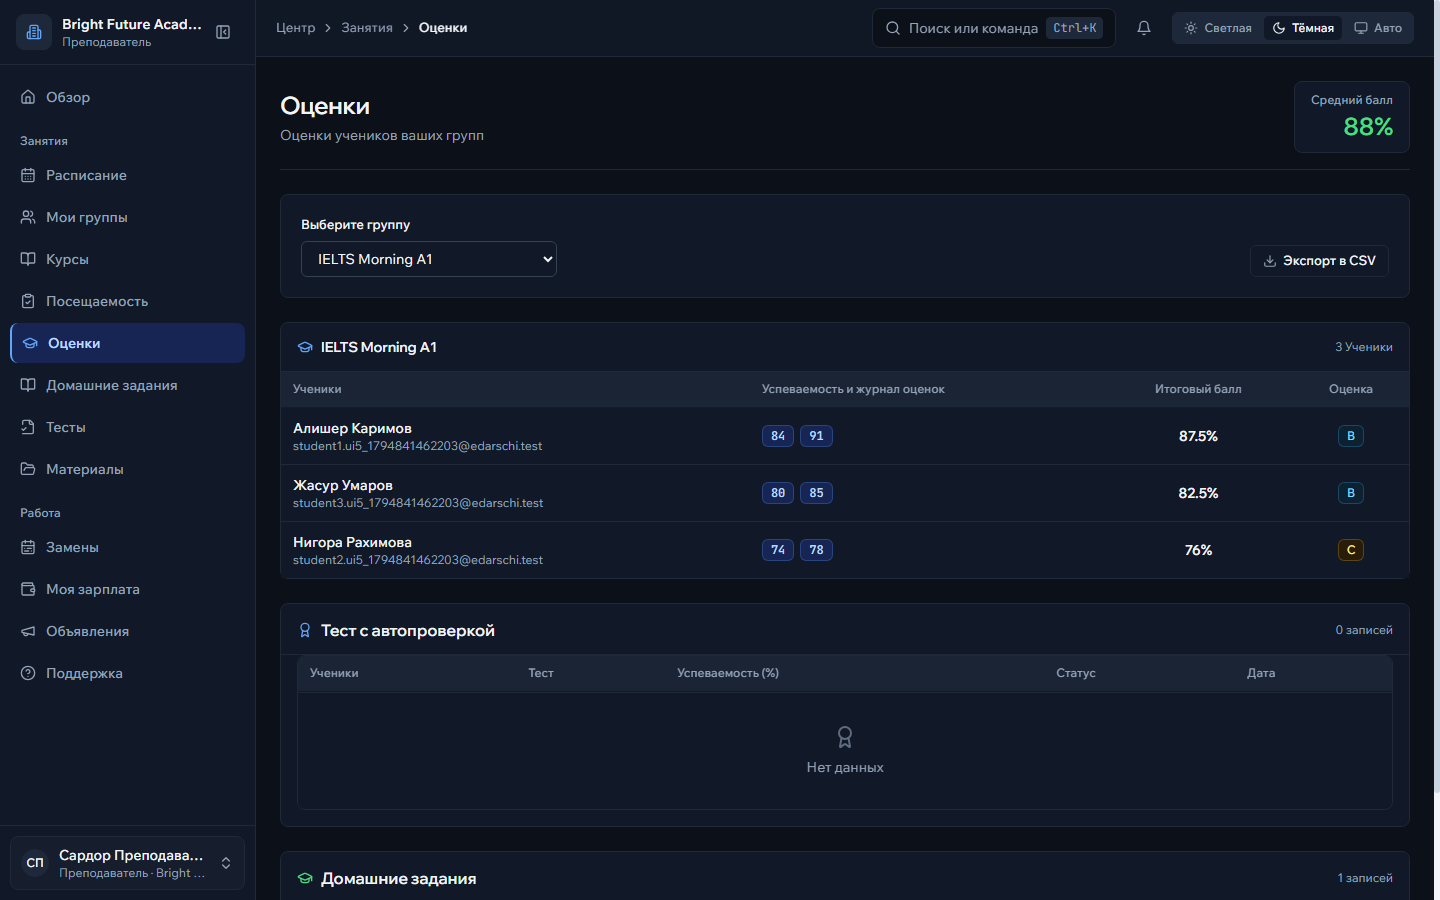 Bright Future Acad...
Преподаватель
Обзор
Занятия
Расписание
Мои группы
Курсы
Посещаемость
Оценки
Домашние задания
Тесты
Материалы
Работа
Замены
Моя зарплата
Объявления
Поддержка
СП
Сардор Преподава...
Преподаватель · Bright ...
Центр > Занятия > Оценки
Поиск или команда Ctrl+K
Светлая Тёмная Авто
Оценки
Оценки учеников ваших групп
Средний балл
88%
Выберите группу
IELTS Morning A1
Экспорт в CSV
IELTS Morning A1 3 Ученики
Ученики Успеваемость и журнал оценок Итоговый балл Оценка
Алишер Каримов
student1.ui5_1794841462203@edarschi.test
84 91 87.5% B
Жасур Умаров
student3.ui5_1794841462203@edarschi.test
80 85 82.5% B
Нигора Рахимова
student2.ui5_1794841462203@edarschi.test
74 78 76% C
Тест с автопроверкой 0 записей
Ученики Тест Успеваемость (%) Статус Дата
Нет данных
Домашние задания 1 записей